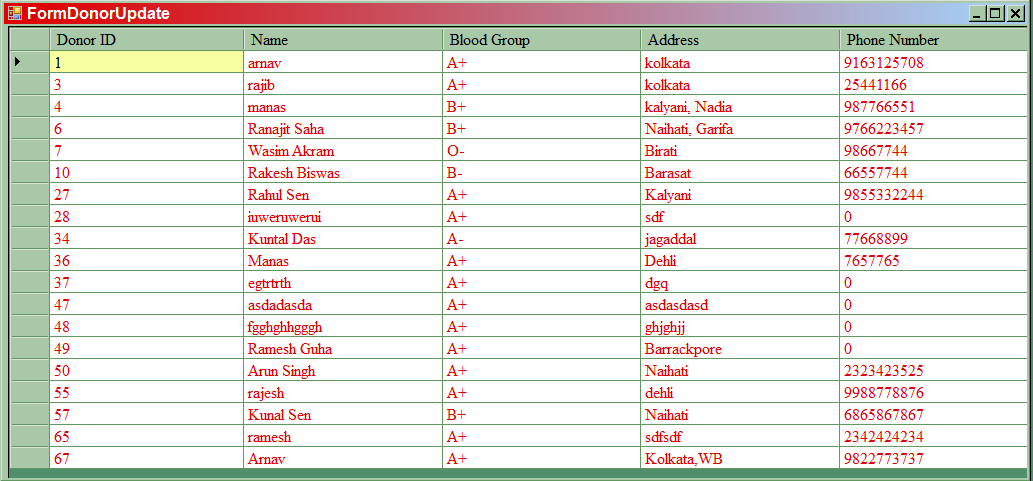 FormDonorUpdate
Donor ID Name Blood Group Address Phone Number
1 arnav A+ kolkata 9163125708
3 rajib A+ kolkata 25441166
4 manas B+ kalyani, Nadia 987766551
6 Ranajit Saha B+ Naihati, Garifa 9766223457
7 Wasim Akram O- Birati 98667744
10 Rakesh Biswas B- Barasat 66557744
27 Rahul Sen A+ Kalyani 9855332244
28 iuweruwerui A+ sdf 0
34 Kuntal Das A- jagaddal 77668899
36 Manas A+ Dehli 7657765
37 egtrtrth A+ dgq 0
47 asdadasda A+ asdasdasd 0
48 fgghghhgggh A+ ghjghjj 0
49 Ramesh Guha A+ Barrackpore 0
50 Arun Singh A+ Naihati 2323423525
55 rajesh A+ dehli 9988778876
57 Kunal Sen B+ Naihati 6865867867
65 ramesh A+ sdfsdf 2342424234
67 Arnav A+ Kolkata,WB 9822773737